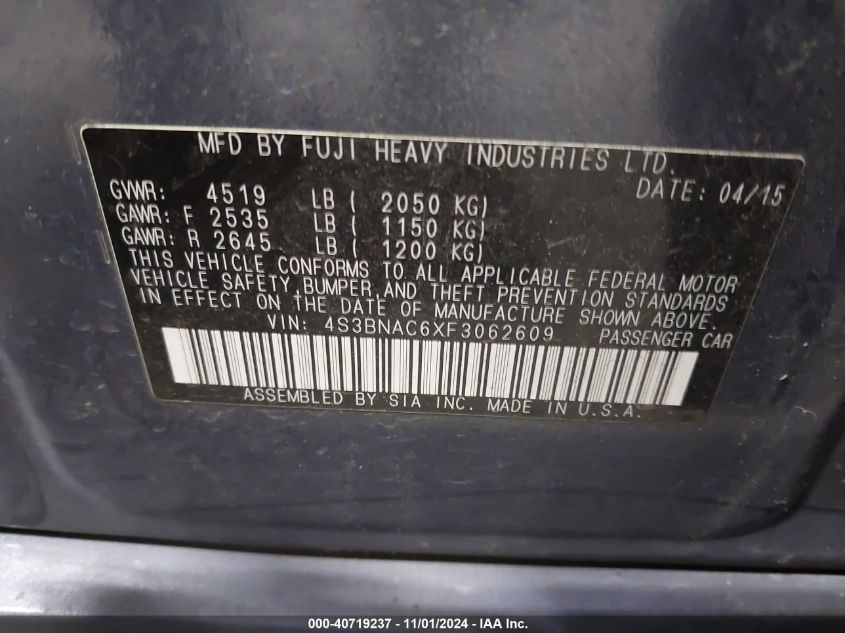 MFD BY FUJI HEAVY INDUSTRIES LTD.
DATE: 04/15
GVWR: 4519 LB ( 2050 KG)
GAWR: F 2535 LB ( 1150 KG)
GAWR: R 2645 LB ( 1200 KG)
THIS VEHICLE CONFORMS TO ALL APPLICABLE FEDERAL MOTOR
VEHICLE SAFETY, BUMPER, AND THEFT PREVENTION STANDARDS
IN EFFECT ON THE DATE OF MANUFACTURE SHOWN ABOVE.
VIN: 4S3BNAC6XF3062609 PASSENGER CAR
ASSEMBLED BY SIA INC. MADE IN U.S.A.
000-40719237 - 11/01/2024 - IAA Inc.